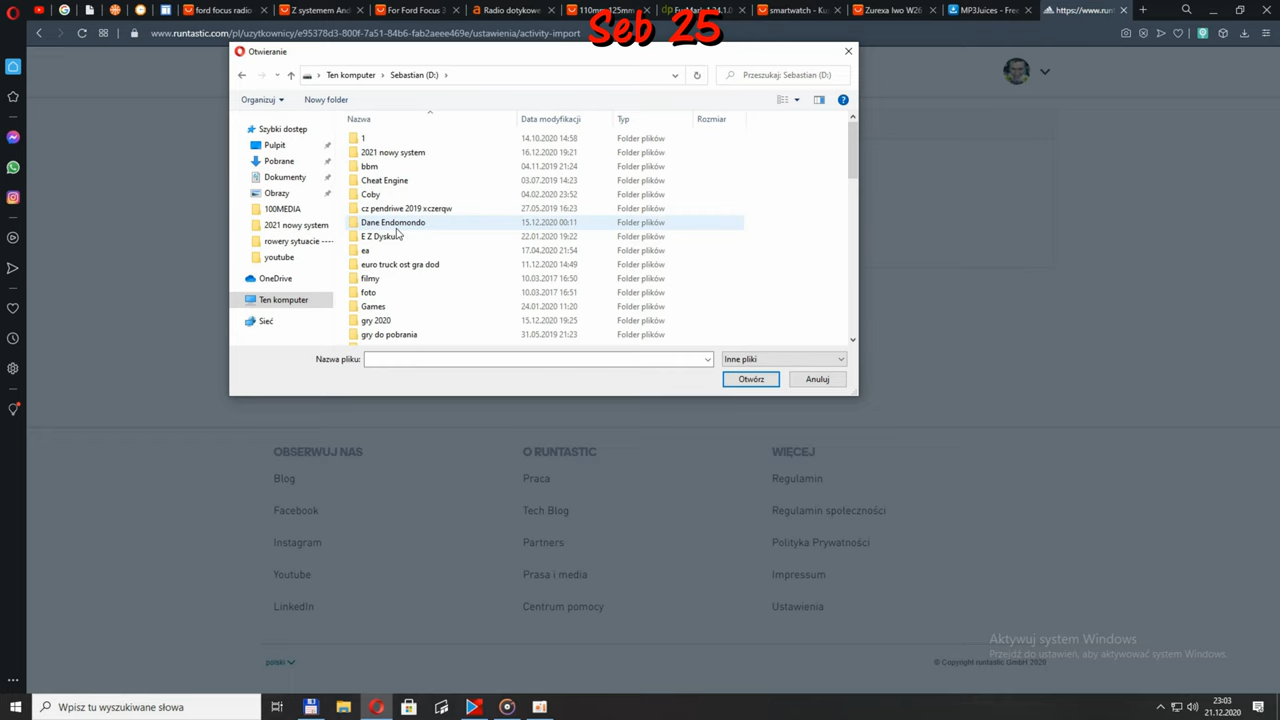 ford focus radio
Z systemem And
For Ford Focus 2
Radio dotykowe
110mm 125mm
FurMark 1.24.1.0
smartwatch - Ku
Zurexa Iwo W26
MP3Juices - Free
https://www.runt
Seb 25
www.runtastic.com/pl/uzytkownicy/e95378d3-800f-7a51-84b6-fab2aeee469e/ustawienia/activity-import
Otwieranie
Ten komputer
Sebastian (D:)
Przeszukaj: Sebastian (D:)
Organizuj
Nowy folder
Nazwa
Data modyfikacji
Typ
Rozmiar
Szybki dostęp
Pulpit
Pobrane
Dokumenty
Obrazy
100MEDIA
2021 nowy system
rowery sytuacie ----
youtube
OneDrive
Ten komputer
Sieć
1 14.10.2020 14:58 Folder plików
2021 nowy system 16.12.2020 19:21 Folder plików
bbm 04.11.2019 21:24 Folder plików
Cheat Engine 03.07.2019 14:23 Folder plików
Coby 04.02.2020 23:52 Folder plików
cz pendriwe 2019 xczerqw 27.05.2019 16:23 Folder plików
Dane Endomondo 15.12.2020 00:11 Folder plików
E Z Dysku 22.01.2020 19:22 Folder plików
ea 17.04.2020 21:54 Folder plików
euro truck ost gra dod 11.12.2020 14:49 Folder plików
filmy 10.03.2017 16:50 Folder plików
foto 10.03.2017 16:51 Folder plików
Games 24.01.2020 11:20 Folder plików
gry 2020 15.12.2020 19:25 Folder plików
gry do pobrania 31.05.2019 21:23 Folder plików
Nazwa pliku:
Inne pliki
Otwórz
Anuluj
OBSERWUJ NAS
Blog
Facebook
Instagram
Youtube
LinkedIn
O RUNTASTIC
Praca
Tech Blog
Partners
Prasa i media
Centrum pomocy
WIĘCEJ
Regulamin
Regulamin społeczności
Polityka Prywatności
Impressum
Ustawienia
Aktywuj system Windows
Przejdź do ustawień, aby aktywować system Windows.
polski
© Copyright runtastic GmbH 2020
Wpisz tu wyszukiwane słowa
23:03
21.12.2020